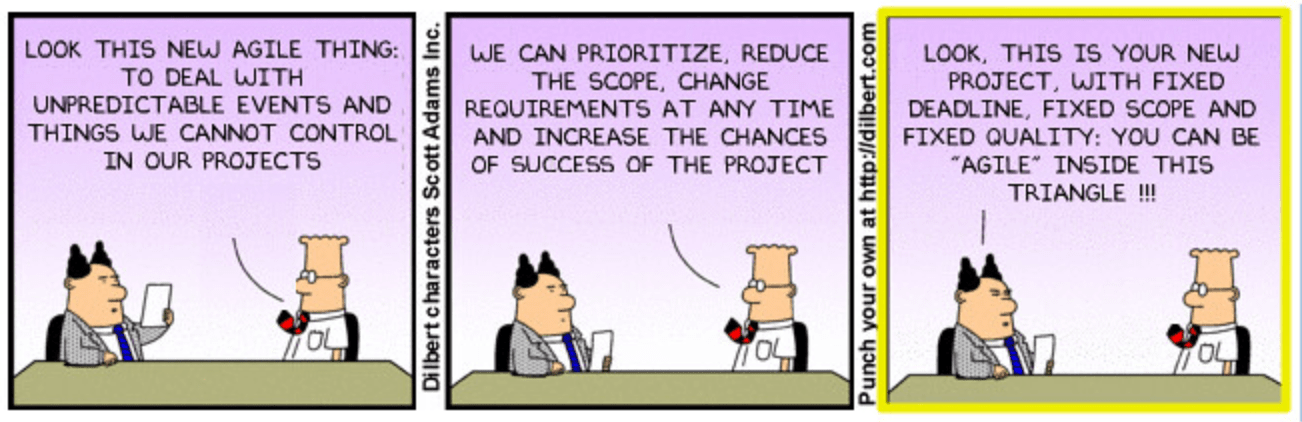 LOOK THIS NEW AGILE THING:
TO DEAL WITH
UNPREDICTABLE EVENTS AND
THINGS WE CANNOT CONTROL
IN OUR PROJECTS
Dilbert characters Scott Adams Inc.
WE CAN PRIORITIZE, REDUCE
THE SCOPE, CHANGE
REQUIREMENTS AT ANY TIME
AND INCREASE THE CHANCES
OF SUCCESS OF THE PROJECT
Punch your own at http://dilbert.com
LOOK, THIS IS YOUR NEW
PROJECT, WITH FIXED
DEADLINE, FIXED SCOPE AND
FIXED QUALITY: YOU CAN BE
"AGILE" INSIDE THIS
TRIANGLE !!!